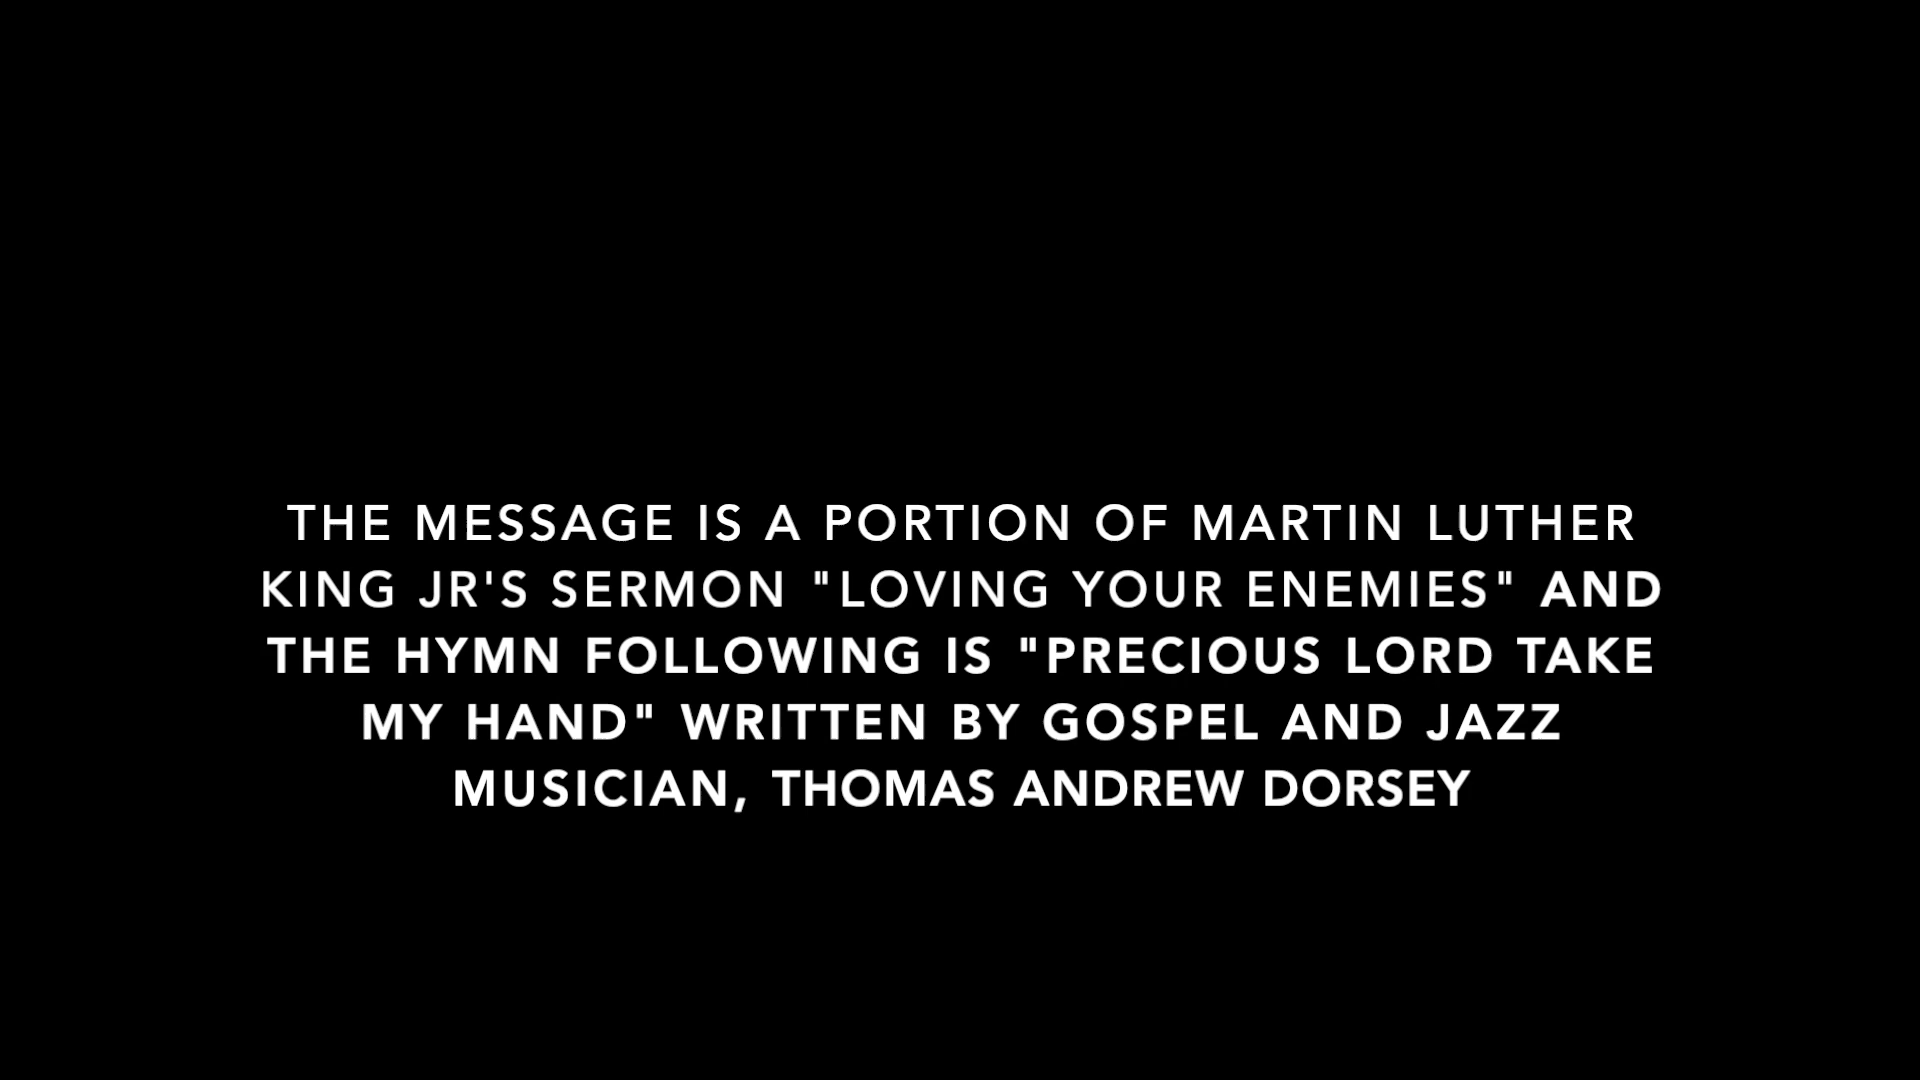 THE MESSAGE IS A PORTION OF MARTIN LUTHER
KING JR'S SERMON "LOVING YOUR ENEMIES" AND
THE HYMN FOLLOWING IS "PRECIOUS LORD TAKE
MY HAND" WRITTEN BY GOSPEL AND JAZZ
MUSICIAN, THOMAS ANDREW DORSEY